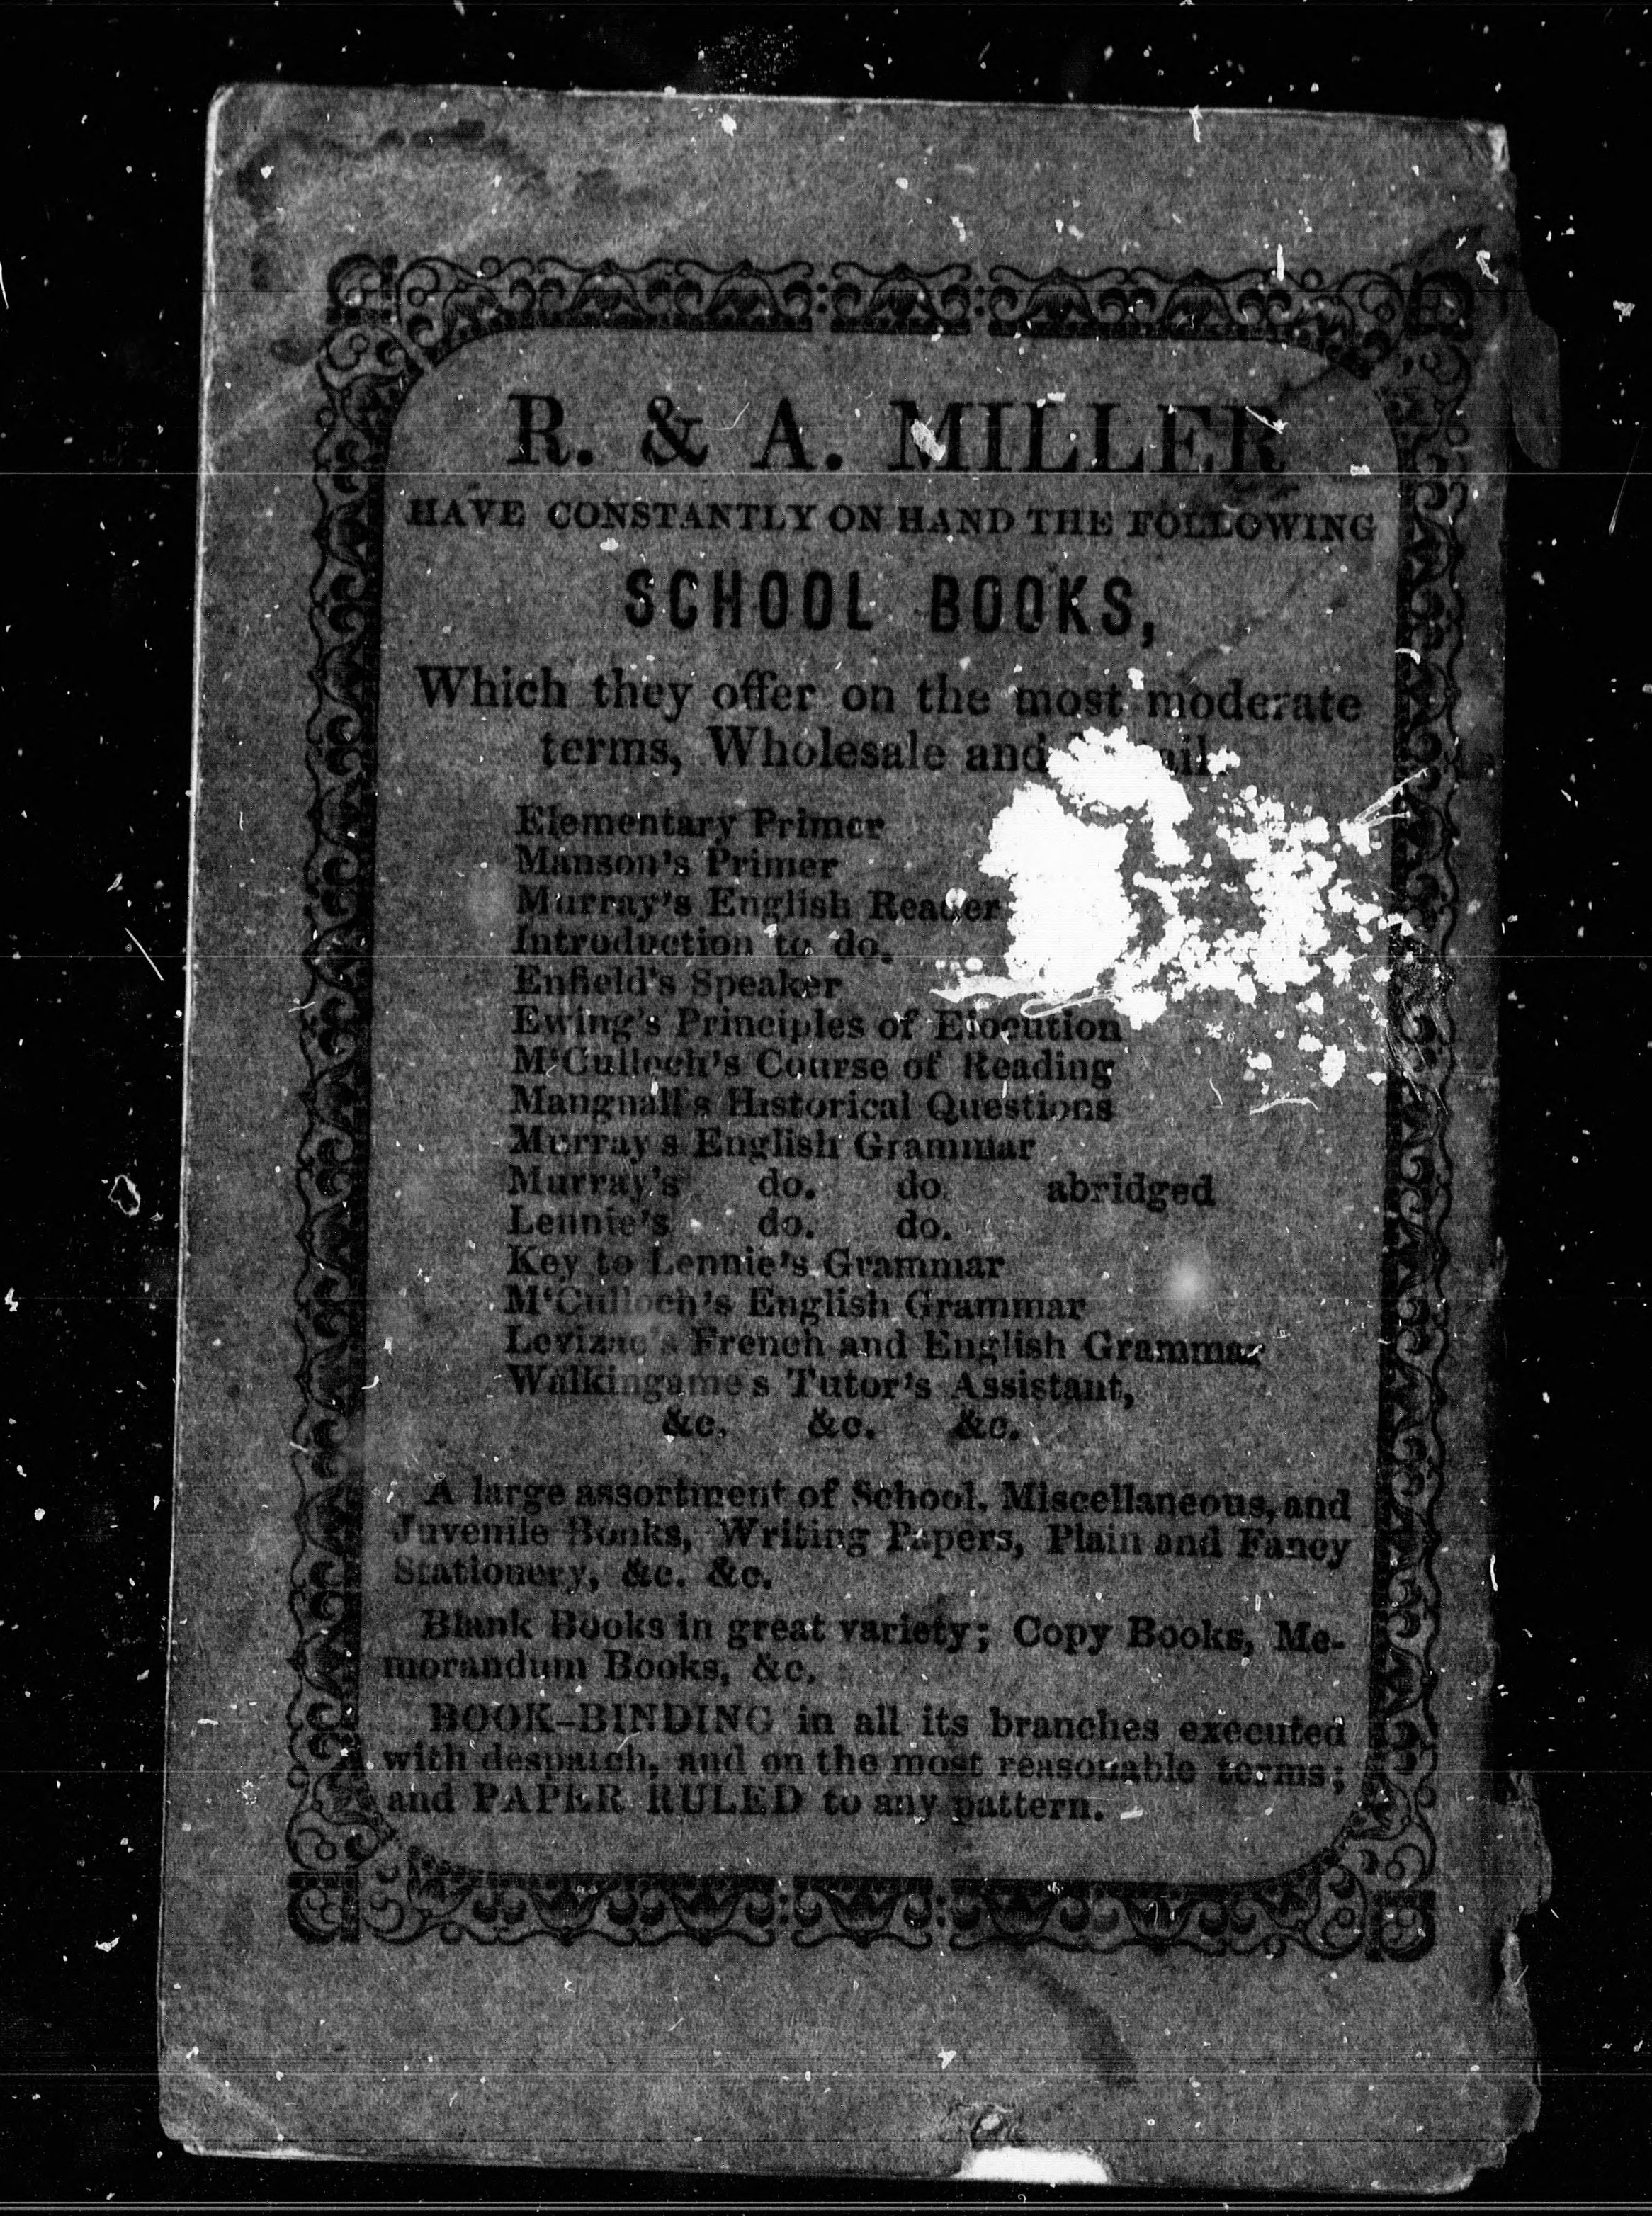 R. & A. MILLER
HAVE CONSTANTLY ON HAND THE FOLLOWING
SCHOOL BOOKS,
Which they offer on the most moderate
terms, Wholesale and
Elementary Primer
Manson's Primer
Murray's English Reader
Introduction to do.
Enfield's Speaker
Ewing's Principles of Elocution
M'Culloch's Course of Reading
Mangnall's Historical Questions
Murray's English Grammar
Murray's do. do. abridged
Lennie's do. do.
Key to Lennie's Grammar
M'Culloch's English Grammar
Levizac's French and English Grammar
Walkingame's Tutor's Assistant,
&c. &c. &c.
A large assortment of School, Miscellaneous, and
Juvenile Books, Writing Papers, Plain and Fancy
Stationery, &c. &c.
Blank Books in great variety; Copy Books, Me-
morandum Books, &c.
BOOK-BINDING in all its branches executed
with despatch, and on the most reasonable terms;
and PAPER RULED to any pattern.